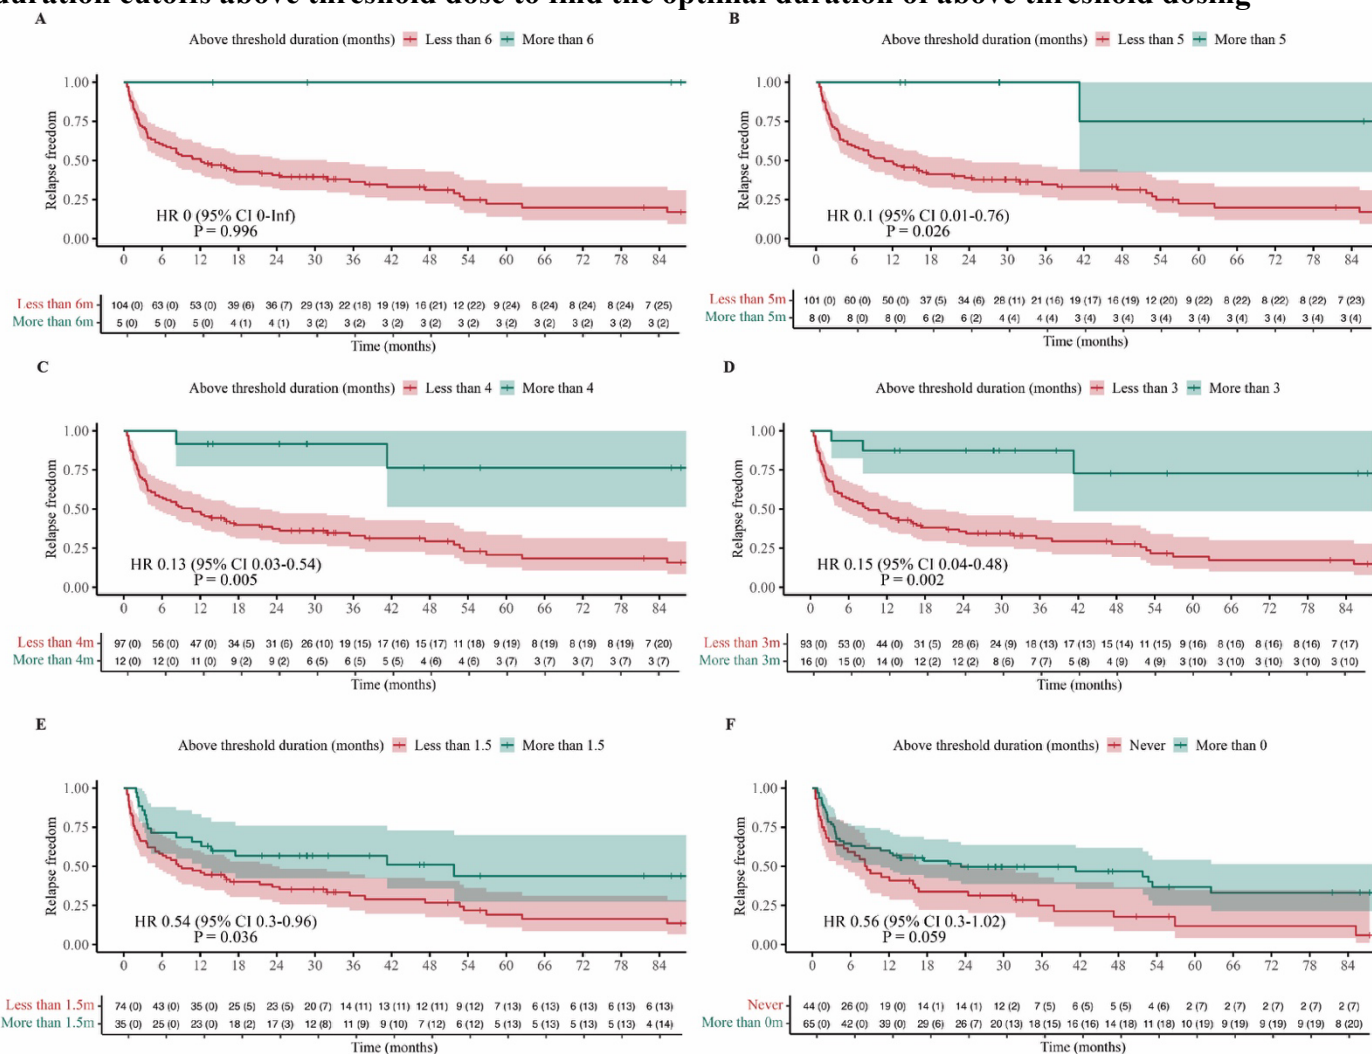 duration cutoffs above threshold dose to find the optimal duration of above threshold dosing
A
Above threshold duration (months) Less than 6 More than 6
1.00
0.75
0.50
0.25
0.00
Relapse freedom
HR 0 (95% CI 0-Inf)
P = 0.996
0 6 12 18 24 30 36 42 48 54 60 66 72 78 84
Less than 6m 104 (0) 63 (0) 53 (0) 39 (6) 36 (7) 29 (13) 22 (18) 19 (19) 16 (21) 12 (22) 9 (24) 8 (24) 8 (24) 8 (24) 7 (25)
More than 6m 5 (0) 5 (0) 5 (0) 4 (1) 4 (1) 3 (2) 3 (2) 3 (2) 3 (2) 3 (2) 3 (2) 3 (2) 3 (2) 3 (2) 3 (2)
Time (months)
B
Above threshold duration (months) Less than 5 More than 5
1.00
0.75
0.50
0.25
0.00
Relapse freedom
HR 0.1 (95% CI 0.01-0.76)
P = 0.026
0 6 12 18 24 30 36 42 48 54 60 66 72 78 84
Less than 5m 101 (0) 60 (0) 50 (0) 37 (5) 34 (6) 26 (11) 21 (16) 19 (17) 16 (19) 12 (20) 9 (22) 8 (22) 8 (22) 8 (22) 7 (23)
More than 5m 8 (0) 8 (0) 8 (0) 6 (2) 6 (2) 4 (4) 4 (4) 3 (4) 3 (4) 3 (4) 3 (4) 3 (4) 3 (4) 3 (4) 3 (4)
Time (months)
C
Above threshold duration (months) Less than 4 More than 4
1.00
0.75
0.50
0.25
0.00
Relapse freedom
HR 0.13 (95% CI 0.03-0.54)
P = 0.005
0 6 12 18 24 30 36 42 48 54 60 66 72 78 84
Less than 4m 97 (0) 56 (0) 47 (0) 34 (5) 31 (6) 26 (10) 19 (15) 17 (16) 15 (17) 11 (18) 9 (19) 8 (19) 8 (19) 8 (19) 7 (20)
More than 4m 12 (0) 12 (0) 11 (0) 9 (2) 9 (2) 6 (5) 6 (5) 5 (5) 4 (6) 4 (6) 3 (7) 3 (7) 3 (7) 3 (7) 3 (7)
Time (months)
D
Above threshold duration (months) Less than 3 More than 3
1.00
0.75
0.50
0.25
0.00
Relapse freedom
HR 0.15 (95% CI 0.04-0.48)
P = 0.002
0 6 12 18 24 30 36 42 48 54 60 66 72 78 84
Less than 3m 93 (0) 53 (0) 44 (0) 31 (5) 28 (6) 24 (9) 18 (13) 17 (13) 15 (14) 11 (15) 9 (16) 8 (16) 8 (16) 8 (16) 7 (17)
More than 3m 16 (0) 15 (0) 14 (0) 12 (2) 12 (2) 8 (6) 7 (7) 5 (8) 4 (9) 4 (9) 3 (10) 3 (10) 3 (10) 3 (10) 3 (10)
Time (months)
E
Above threshold duration (months) Less than 1.5 More than 1.5
1.00
0.75
0.50
0.25
0.00
Relapse freedom
HR 0.54 (95% CI 0.3-0.96)
P = 0.036
0 6 12 18 24 30 36 42 48 54 60 66 72 78 84
Less than 1.5m 74 (0) 43 (0) 35 (0) 25 (5) 23 (5) 20 (7) 14 (11) 13 (11) 12 (11) 9 (12) 7 (13) 6 (13) 6 (13) 6 (13) 6 (13)
More than 1.5m 35 (0) 25 (0) 23 (0) 18 (2) 17 (3) 12 (8) 11 (9) 9 (10) 7 (12) 6 (12) 5 (13) 5 (13) 5 (13) 5 (13) 4 (14)
Time (months)
F
Above threshold duration (months) Never More than 0
1.00
0.75
0.50
0.25
0.00
Relapse freedom
HR 0.56 (95% CI 0.3-1.02)
P = 0.059
0 6 12 18 24 30 36 42 48 54 60 66 72 78 84
Never 44 (0) 26 (0) 19 (0) 14 (1) 14 (1) 12 (2) 7 (5) 6 (5) 5 (5) 4 (6) 2 (7) 2 (7) 2 (7) 2 (7) 2 (7)
More than 0m 65 (0) 42 (0) 39 (0) 29 (6) 26 (7) 20 (13) 18 (15) 16 (16) 14 (18) 11 (18) 10 (19) 9 (19) 9 (19) 9 (19) 8 (20)
Time (months)